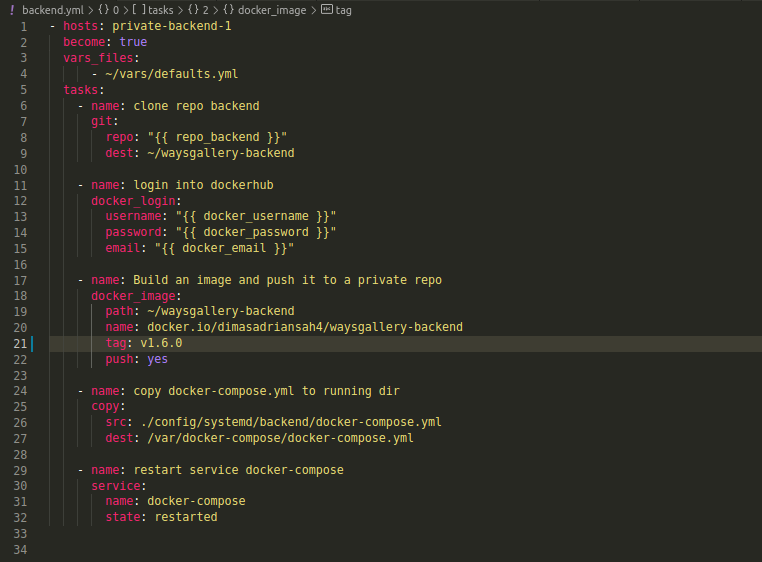 ! backend.yml > {} 0 > [ ] tasks > {} 2 > {} docker_image > abc tag
1 - hosts: private-backend-1
2   become: true
3   vars_files:
4       - ~/vars/defaults.yml
5   tasks:
6     - name: clone repo backend
7       git:
8         repo: "{{ repo_backend }}"
9         dest: ~/waysgallery-backend
10
11     - name: login into dockerhub
12       docker_login:
13         username: "{{ docker_username }}"
14         password: "{{ docker_password }}"
15         email: "{{ docker_email }}"
16
17     - name: Build an image and push it to a private repo
18       docker_image:
19         path: ~/waysgallery-backend
20         name: docker.io/dimasadriansah4/waysgallery-backend
21         tag: v1.6.0
22         push: yes
23
24     - name: copy docker-compose.yml to running dir
25       copy:
26         src: ./config/systemd/backend/docker-compose.yml
27         dest: /var/docker-compose/docker-compose.yml
28
29     - name: restart service docker-compose
30       service:
31         name: docker-compose
32         state: restarted
33
34